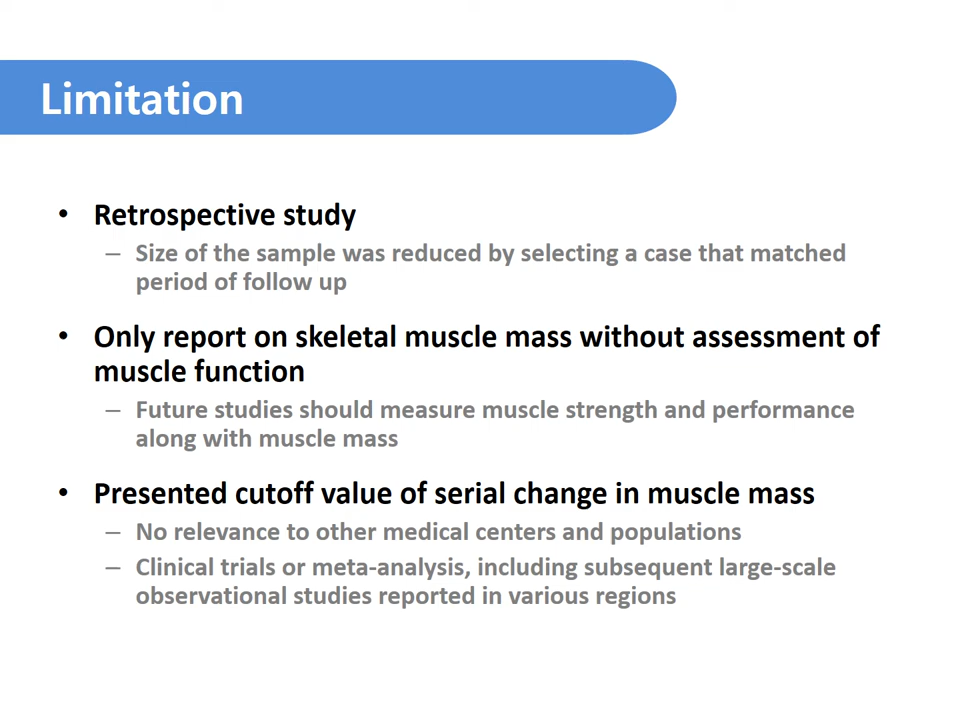 Limitation
• Retrospective study
– Size of the sample was reduced by selecting a case that matched
period of follow up
• Only report on skeletal muscle mass without assessment of
muscle function
– Future studies should measure muscle strength and performance
along with muscle mass
• Presented cutoff value of serial change in muscle mass
– No relevance to other medical centers and populations
– Clinical trials or meta-analysis, including subsequent large-scale
observational studies reported in various regions